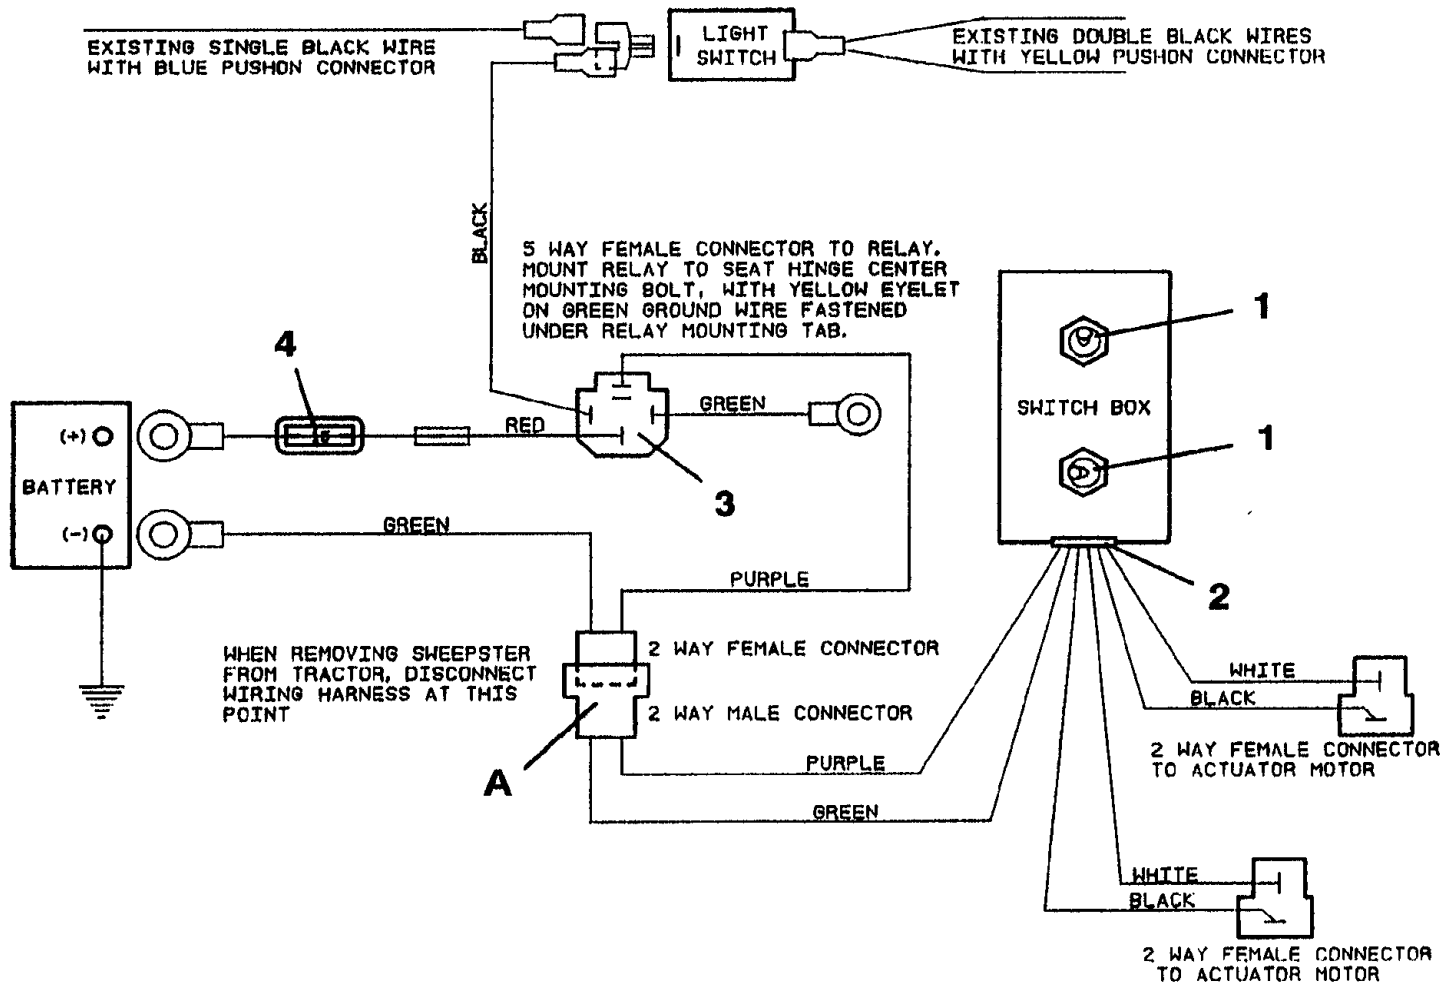 EXISTING SINGLE BLACK WIRE
WITH BLUE PUSHON CONNECTOR
LIGHT
SWITCH
EXISTING DOUBLE BLACK WIRES
WITH YELLOW PUSHON CONNECTOR
BLACK
5 WAY FEMALE CONNECTOR TO RELAY.
MOUNT RELAY TO SEAT HINGE CENTER
MOUNTING BOLT, WITH YELLOW EYELET
ON GREEN GROUND WIRE FASTENED
UNDER RELAY MOUNTING TAB.
1
4
SWITCH BOX
GREEN
RED
(+)
1
BATTERY
3
(-)
GREEN
PURPLE
2
WHEN REMOVING SWEEPSTER
FROM TRACTOR, DISCONNECT
WIRING HARNESS AT THIS
POINT
2 WAY FEMALE CONNECTOR
2 WAY MALE CONNECTOR
A
WHITE
BLACK
2 WAY FEMALE CONNECTOR
TO ACTUATOR MOTOR
PURPLE
GREEN
WHITE
BLACK
2 WAY FEMALE CONNECTOR
TO ACTUATOR MOTOR